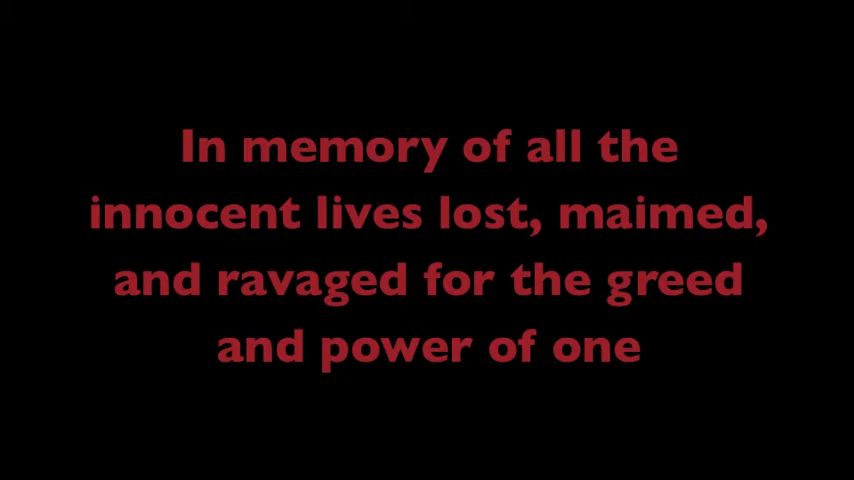 In memory of all the
innocent lives lost, maimed,
and ravaged for the greed
and power of one